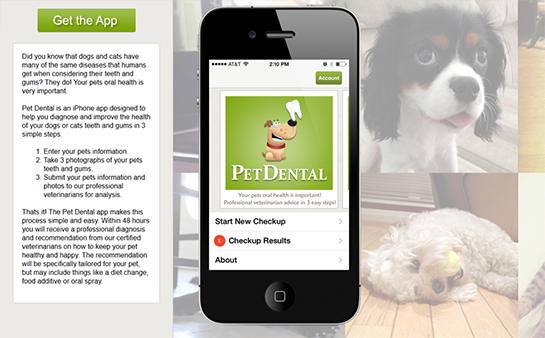 Get the App
Did you know that dogs and cats have
many of the same diseases that humans
get when considering their teeth and
gums? They do! Your pets oral health is
very important.
Pet Dental is an iPhone app designed to
help you diagnose and improve the health
of your dogs or cats teeth and gums in 3
simple steps.
1. Enter your pets information.
2. Take 3 photographs of your pets
teeth and gums.
3. Submit your pets information and
photos to our professional
veterinarians for analysis.
Thats it! The Pet Dental app makes this
process simple and easy. Within 48 hours
you will receive a professional diagnosis
and recommendation from our certified
veterinarians on how to keep your pet
healthy and happy. The recommendation
will be specifically tailored for your pet,
but may include things like a diet change,
food additive or oral spray.
AT&T 2:10 PM
Account
PETDENTAL
Your pets oral health is important!
Professional veterinarian advice in 3 easy steps!
Start New Checkup
1 Checkup Results
About